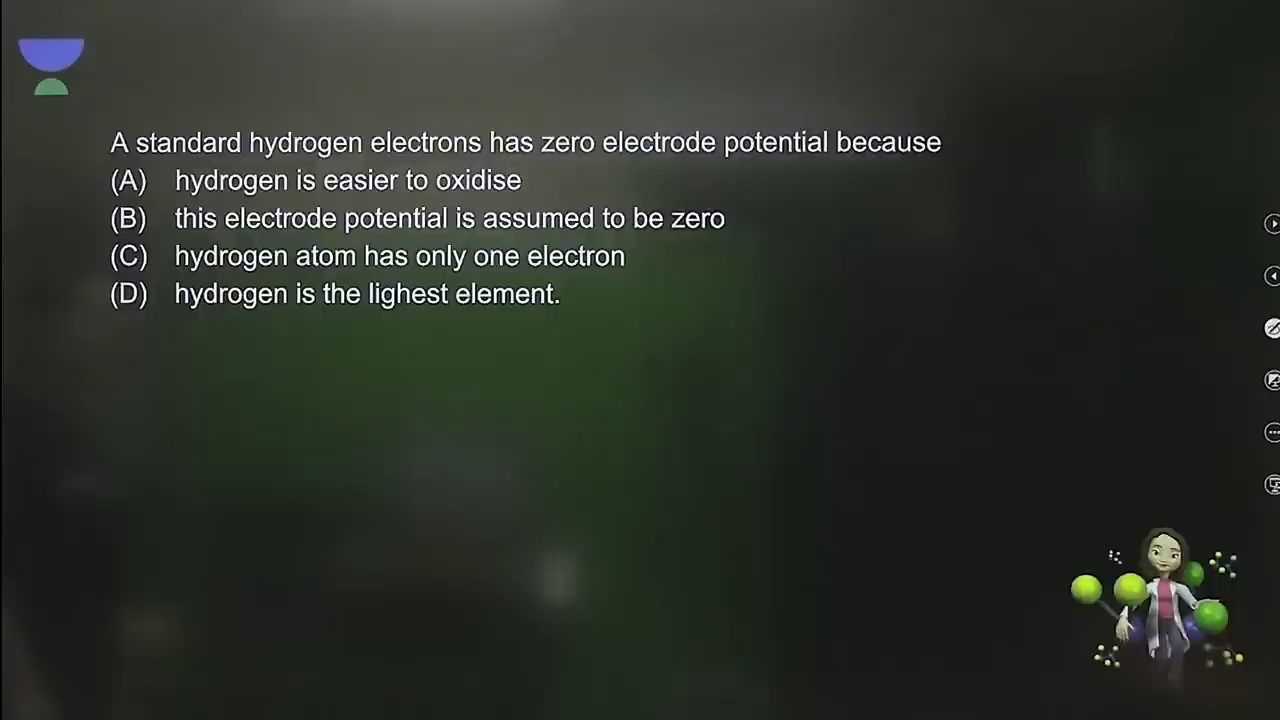 A standard hydrogen electrons has zero electrode potential because
(A) hydrogen is easier to oxidise
(B) this electrode potential is assumed to be zero
(C) hydrogen atom has only one electron
(D) hydrogen is the lighest element.